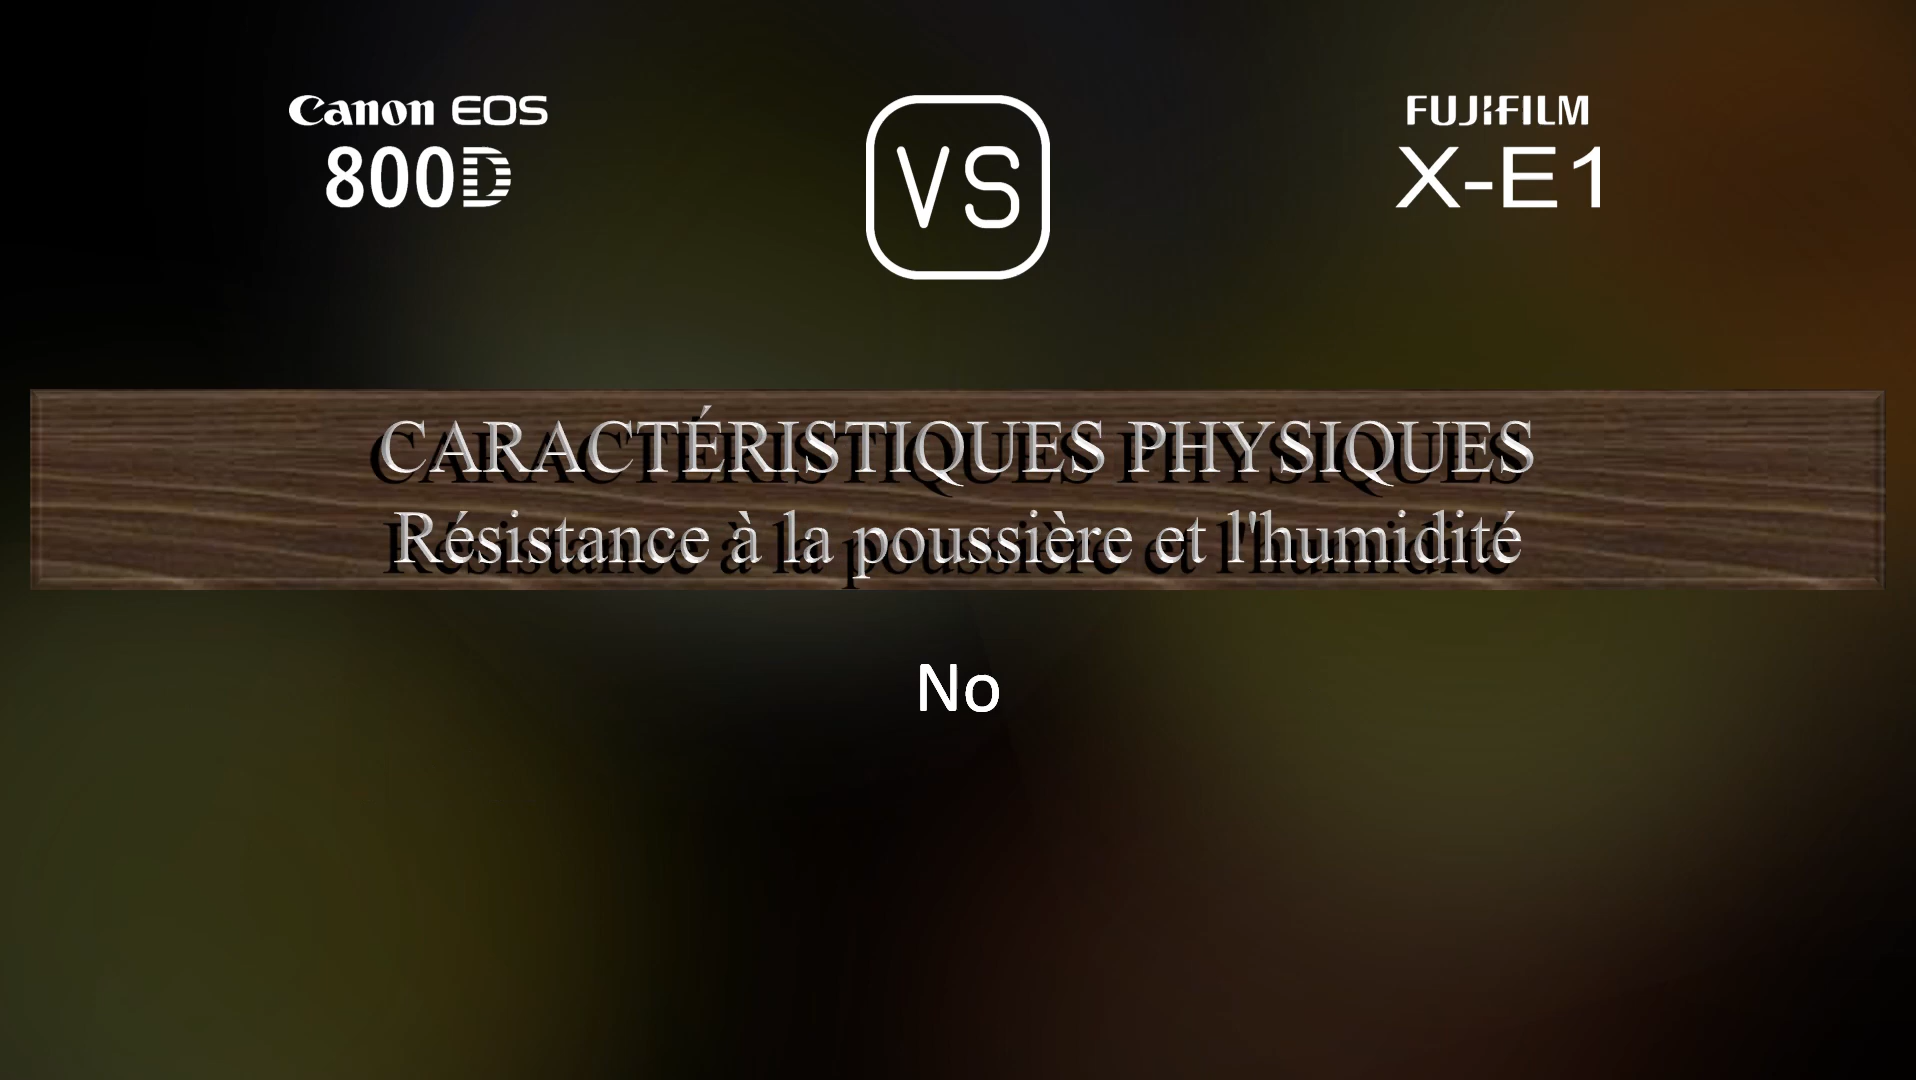 Canon EOS
800D
VS
FUJIFILM
X-E1
CARACTÉRISTIQUES PHYSIQUES
Résistance à la poussière et l'humidité
No